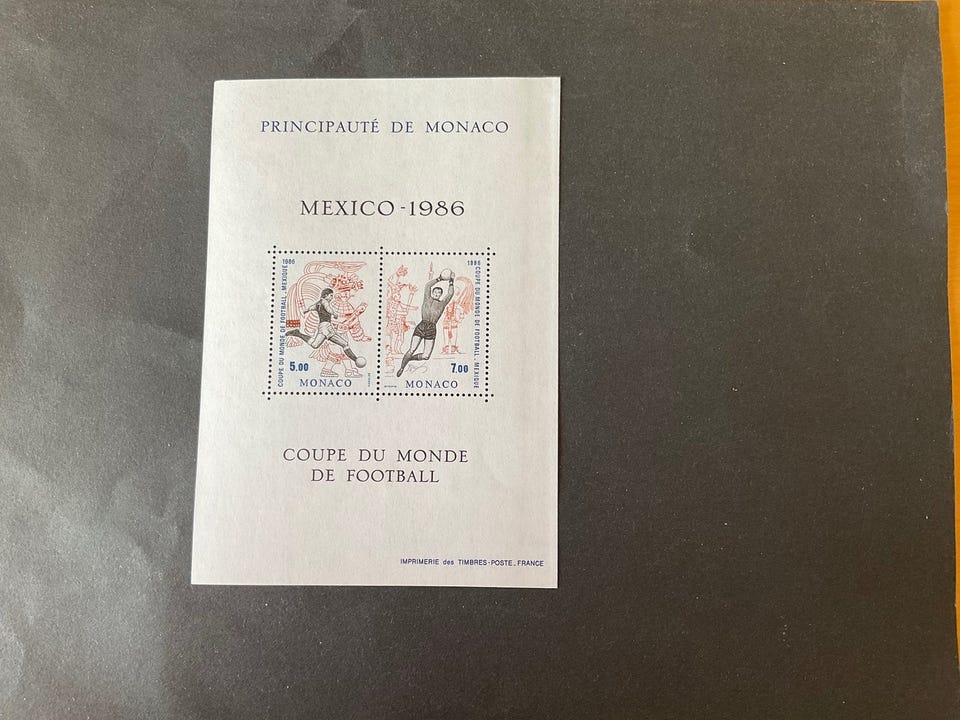 PRINCIPAUTÉ DE MONACO
MEXICO-1986
1986
COUPE DU MONDE DE FOOTBALL. MEXIQUE
5.00
MONACO
1986
COUPE DU MONDE DE FOOTBALL. MEXIQUE
7.00
MONACO
COUPE DU MONDE
DE FOOTBALL
IMPRIMERIE des TIMBRES-POSTE. FRANCE